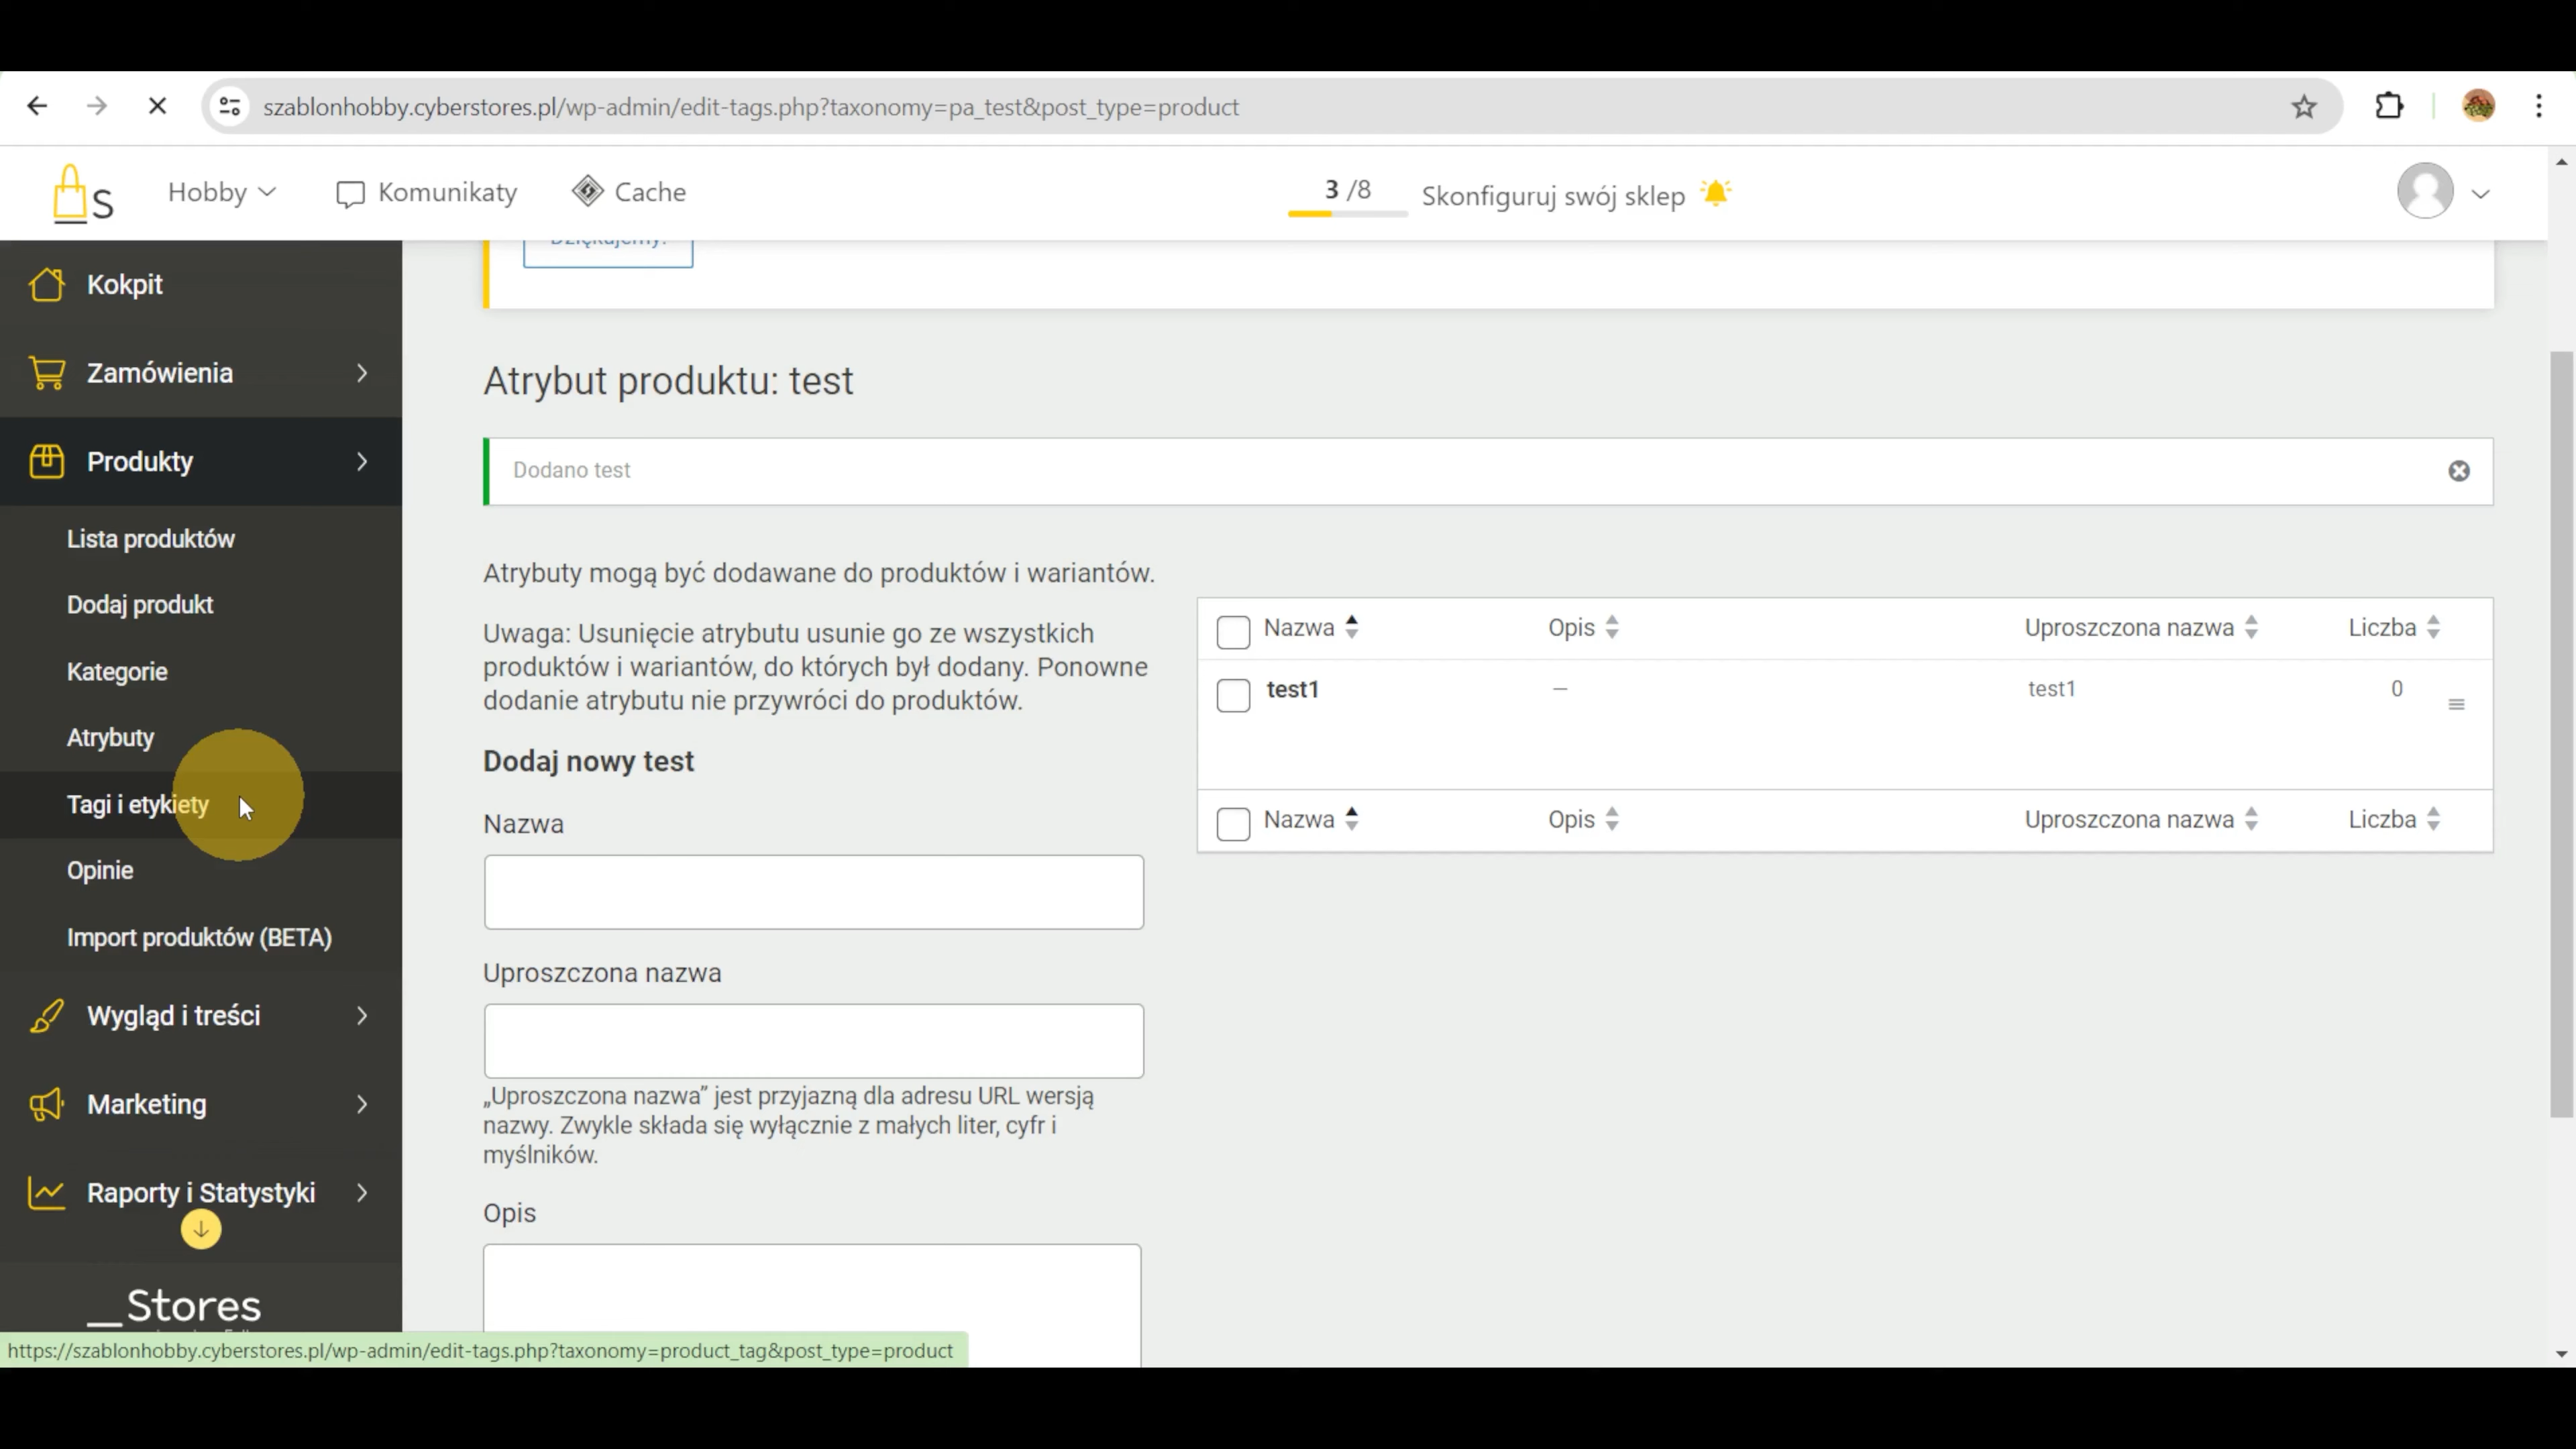 szablonhobby.cyberstores.pl/wp-admin/edit-tags.php?taxonomy=pa_test&post_type=product
S
Hobby
Komunikaty
Cache
3 /8
Skonfiguruj swój sklep
Dziękujemy!
Kokpit
Zamówienia
Produkty
Lista produktów
Dodaj produkt
Kategorie
Atrybuty
Tagi i etykiety
Opinie
Import produktów (BETA)
Wygląd i treści
Marketing
Raporty i Statystyki
__Stores
Atrybut produktu: test
Dodano test
Atrybuty mogą być dodawane do produktów i wariantów.
Uwaga: Usunięcie atrybutu usunie go ze wszystkich
produktów i wariantów, do których był dodany. Ponowne
dodanie atrybutu nie przywróci do produktów.
Dodaj nowy test
Nazwa
Uproszczona nazwa
„Uproszczona nazwa” jest przyjazną dla adresu URL wersją
nazwy. Zwykle składa się wyłącznie z małych liter, cyfr i
myślników.
Opis
Nazwa Opis Uproszczona nazwa Liczba
test1 — test1 0
Nazwa Opis Uproszczona nazwa Liczba
https://szablonhobby.cyberstores.pl/wp-admin/edit-tags.php?taxonomy=product_tag&post_type=product